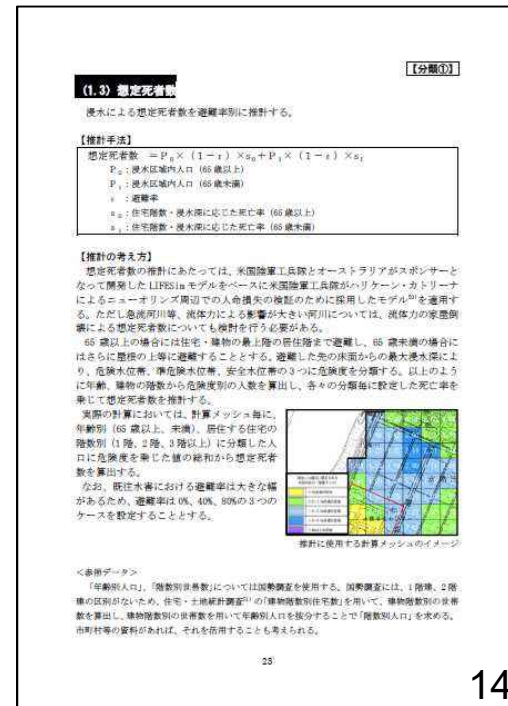 【分類①】
(1.3) 想定死者数
浸水による想定死者数を避難率別に推計する。
【推計手法】
想定死者数 ＝P₀×（1－r）×s₀＋P₁×（1－r）×s₁
P₀：浸水区域内人口（65 歳以上）
P₁：浸水区域内人口（65 歳未満）
r ：避難率
s₀：住宅階数・浸水深に応じた死亡率（65 歳以上）
s₁：住宅階数・浸水深に応じた死亡率（65 歳未満）
【推計の考え方】
想定死者数の推計にあたっては、米国陸軍工兵隊とオーストラリアがスポンサーと
なって開発した LIFESim モデルをベースに米国陸軍工兵隊がハリケーン・カトリーナ
によるニューオリンズ周辺での人命損失の検証のために採用したモデル を適用す
る。ただし急流河川等、流体力による影響が大きい河川については、流体力の家屋倒
壊による想定死者数についても検討を行う必要がある。
65 歳以上の場合には住宅・建物の最上階の居住階まで避難し、65 歳未満の場合に
はさらに屋根の上等に避難することとする。避難した先の床面からの最大浸水深によ
り、危険水位帯、準危険水位帯、安全水位帯の３つに危険度を分類する。以上のよう
に年齢、建物の階数から危険度別の人数を算出し、各々の分類毎に設定した死亡率を
乗じて想定死者数を推計する。
実際の計算においては、計算メッシュ毎に、
年齢別（65 歳以上、未満）、居住する住宅の
階数別（1 階、2 階、3 階以上）に分類した人
口に危険度を乗じた値の総和から想定死者
数を算出する。
なお、既往水害における避難率は大きな幅
があるため、避難率は 0%、40%、80%の３つの
ケースを設定することとする。
推計に使用する計算メッシュのイメージ
＜参照データ＞
「年齢別人口」、「階数別世帯数」については国勢調査を使用する。国勢調査には、1 階建、2 階
建の区別がないため、住宅・土地統計調査 の「建物階数別住宅数」を用いて、建物階数別の世帯
数を算出し、建物階数別の世帯数を用いて年齢別人口を按分することで「階数別人口」を求める。
市町村等の資料があれば、それを活用することも考えられる。
23
14